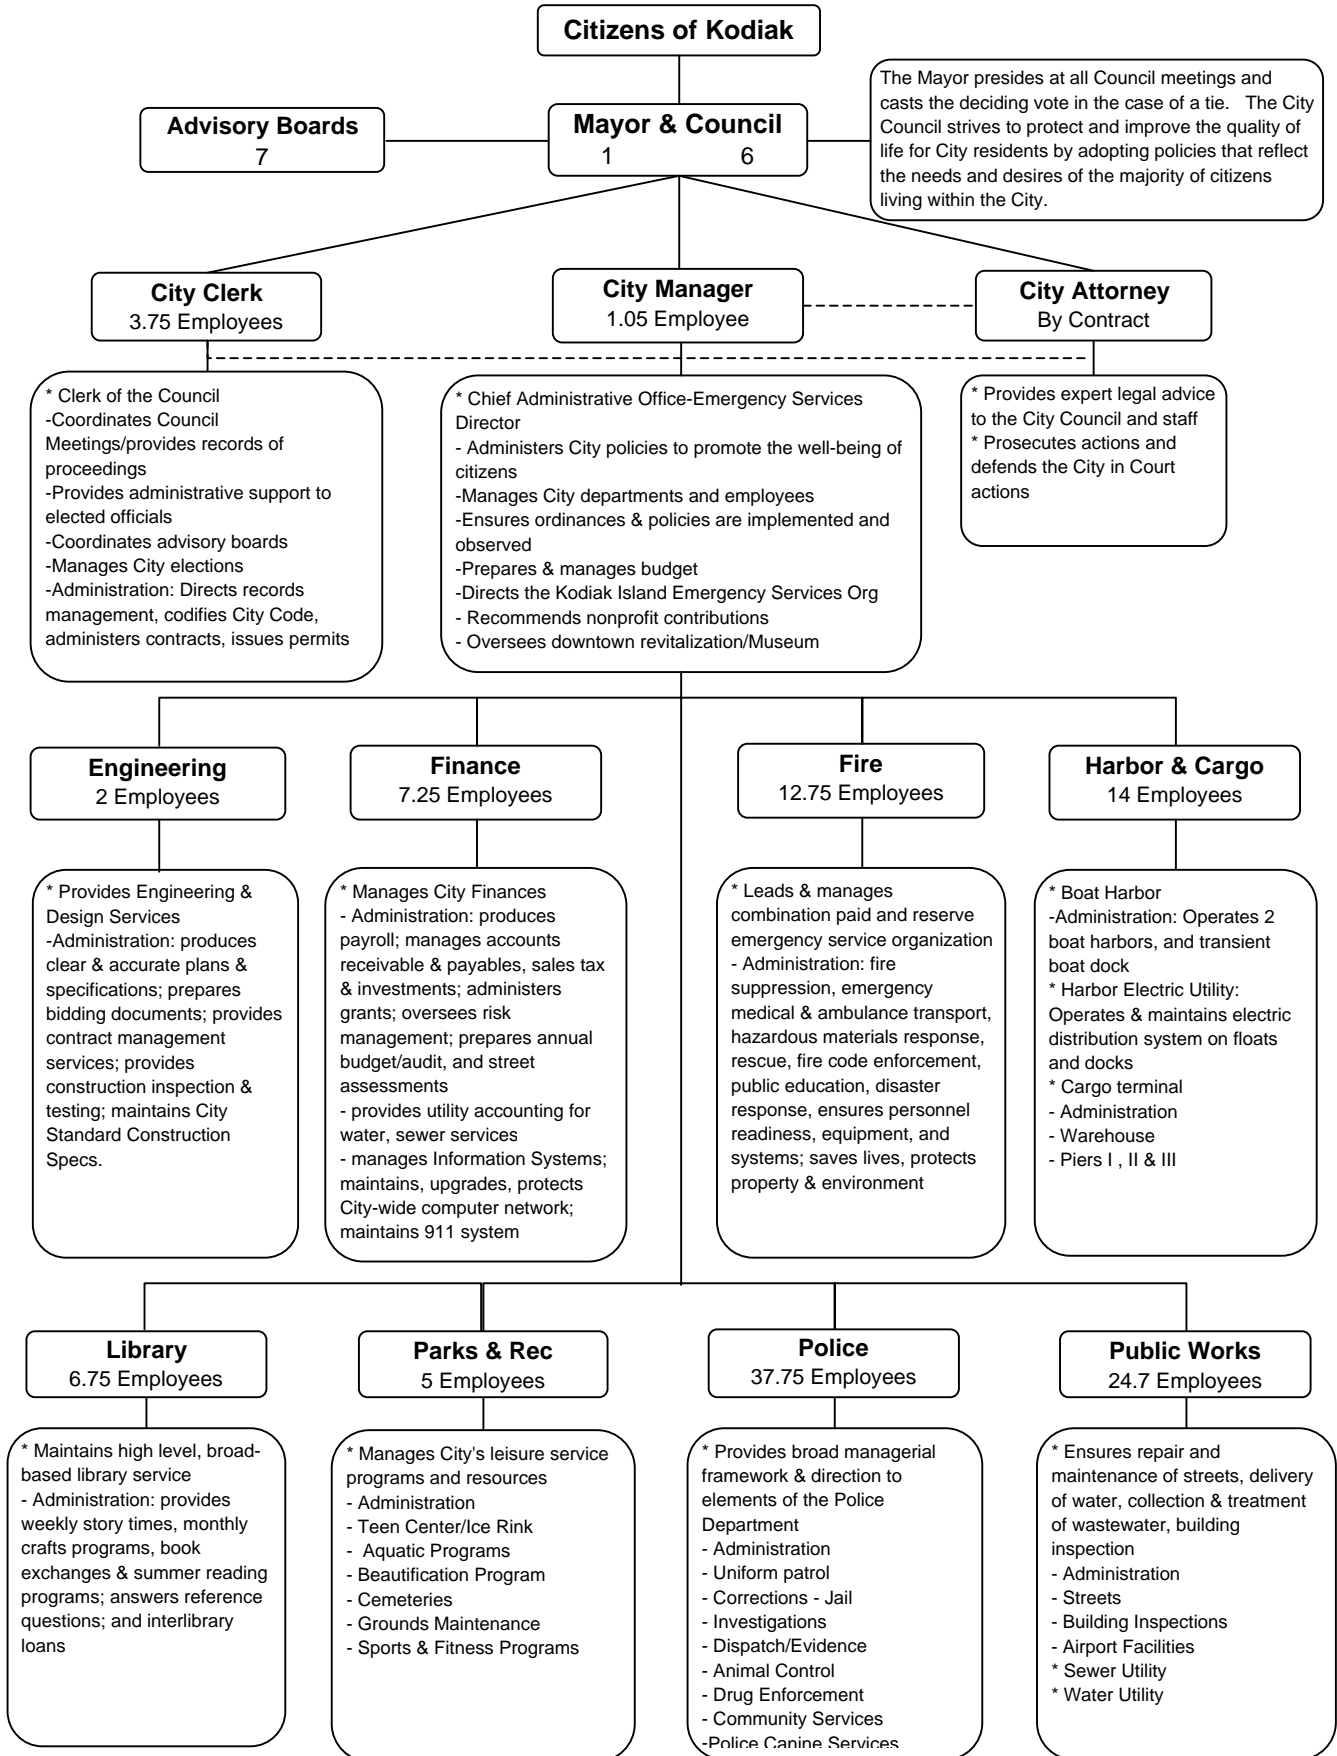 Citizens of Kodiak
The Mayor presides at all Council meetings and
casts the deciding vote in the case of a tie.   The City
Council strives to protect and improve the quality of
life for City residents by adopting policies that reflect
the needs and desires of the majority of citizens
living within the City.
Advisory Boards
7
Mayor & Council
1 6
City Clerk
3.75 Employees
City Manager
1.05 Employee
City Attorney
By Contract
* Clerk of the Council
-Coordinates Council
Meetings/provides records of
proceedings
-Provides administrative support to
elected officials
-Coordinates advisory boards
-Manages City elections
-Administration: Directs records
management, codifies City Code,
administers contracts, issues permits
* Chief Administrative Office-Emergency Services
Director
- Administers City policies to promote the well-being of
citizens
-Manages City departments and employees
-Ensures ordinances & policies are implemented and
observed
-Prepares & manages budget
-Directs the Kodiak Island Emergency Services Org
- Recommends nonprofit contributions
- Oversees downtown revitalization/Museum
* Provides expert legal advice
to the City Council and staff
* Prosecutes actions and
defends the City in Court
actions
Engineering
2 Employees
Finance
7.25 Employees
Fire
12.75 Employees
Harbor & Cargo
14 Employees
* Provides Engineering &
Design Services
-Administration: produces
clear & accurate plans &
specifications; prepares
bidding documents; provides
contract management
services; provides
construction inspection &
testing; maintains City
Standard Construction
Specs.
* Manages City Finances
- Administration: produces
payroll; manages accounts
receivable & payables, sales tax
& investments; administers
grants; oversees risk
management; prepares annual
budget/audit, and street
assessments
- provides utility accounting for
water, sewer services
- manages Information Systems;
maintains, upgrades, protects
City-wide computer network;
maintains 911 system
* Leads & manages
combination paid and reserve
emergency service organization
- Administration: fire
suppression, emergency
medical & ambulance transport,
hazardous materials response,
rescue, fire code enforcement,
public education, disaster
response, ensures personnel
readiness, equipment, and
systems; saves lives, protects
property & environment
* Boat Harbor
-Administration: Operates 2
boat harbors, and transient
boat dock
* Harbor Electric Utility:
Operates & maintains electric
distribution system on floats
and docks
* Cargo terminal
- Administration
- Warehouse
- Piers I , II & III
Library
6.75 Employees
Parks & Rec
5 Employees
Police
37.75 Employees
Public Works
24.7 Employees
* Maintains high level, broad-
based library service
- Administration: provides
weekly story times, monthly
crafts programs, book
exchanges & summer reading
programs; answers reference
questions; and interlibrary
loans
* Manages City's leisure service
programs and resources
- Administration
- Teen Center/Ice Rink
-  Aquatic Programs
- Beautification Program
- Cemeteries
- Grounds Maintenance
- Sports & Fitness Programs
* Provides broad managerial
framework & direction to
elements of the Police
Department
- Administration
- Uniform patrol
- Corrections - Jail
- Investigations
- Dispatch/Evidence
- Animal Control
- Drug Enforcement
- Community Services
-Police Canine Services
* Ensures repair and
maintenance of streets, delivery
of water, collection & treatment
of wastewater, building
inspection
- Administration
- Streets
- Building Inspections
- Airport Facilities
* Sewer Utility
* Water Utility